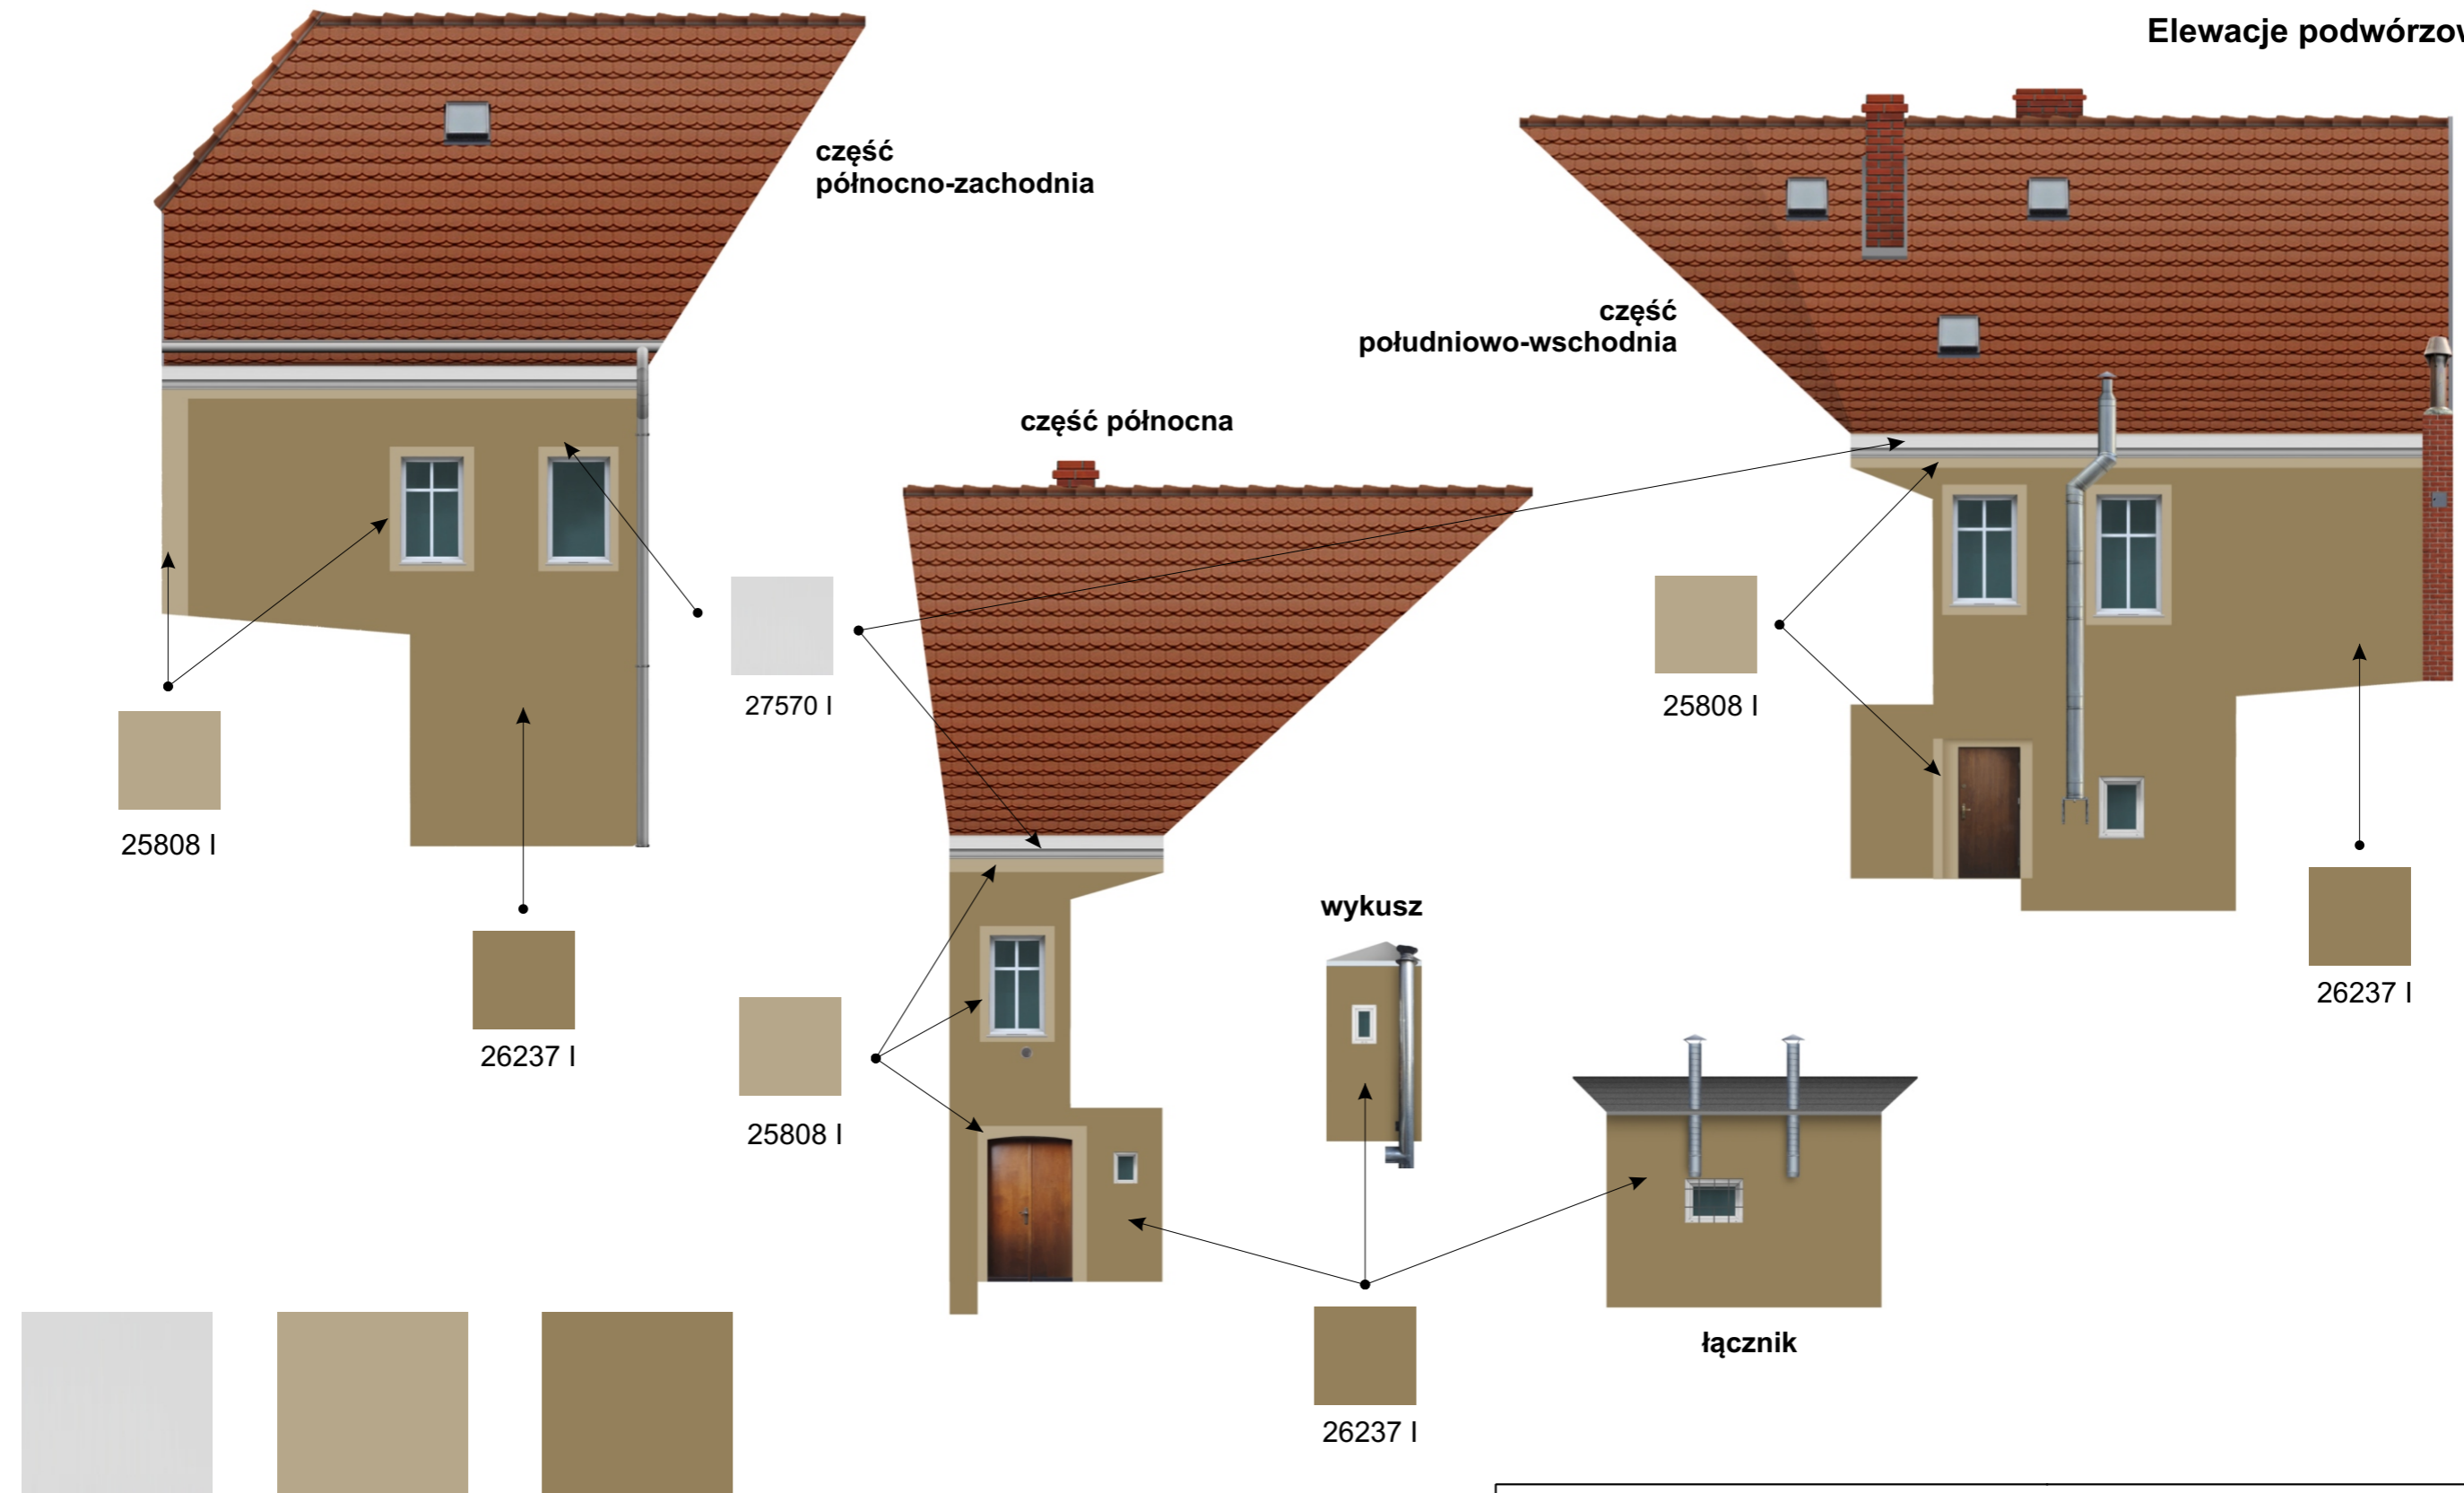 Elewacje podwórzow
część
północno-zachodnia
część
południowo-wschodnia
część północna
27570 I
25808 I
25808 I
26237 I
wykusz
26237 I
25808 I
łącznik
26237 I